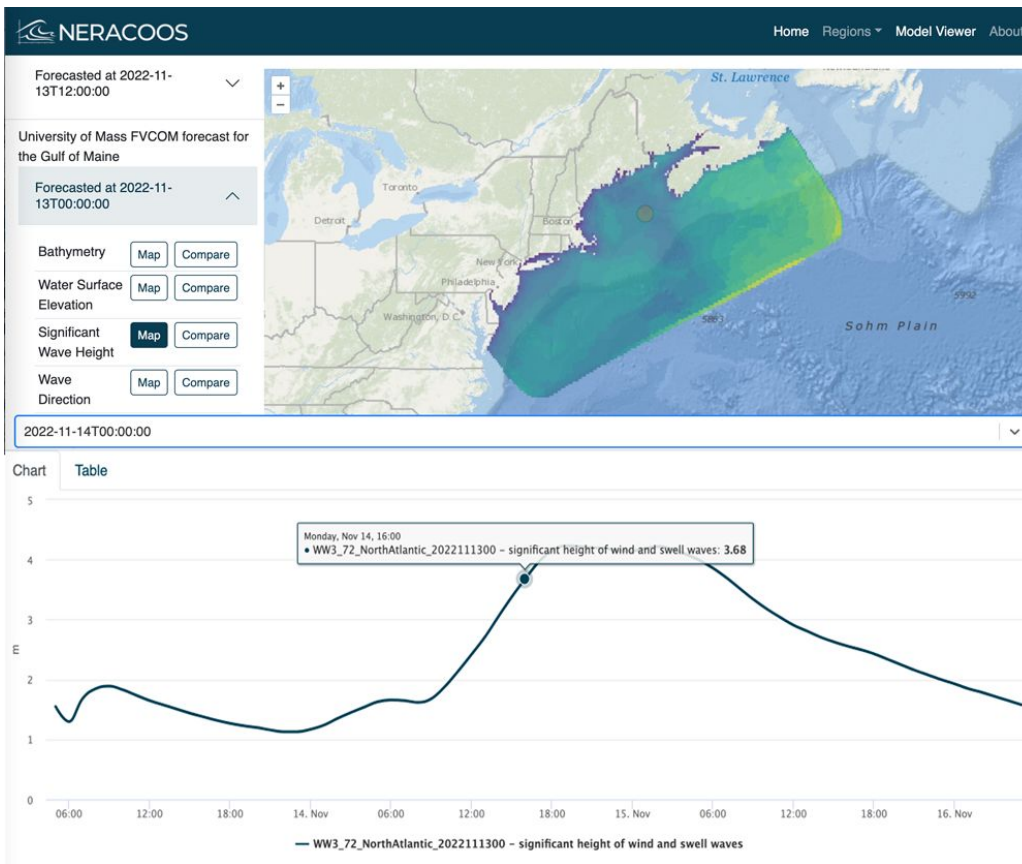 NERACOOS
Home Regions Model Viewer About
Forecasted at 2022-11-
13T12:00:00
University of Mass FVCOM forecast for
the Gulf of Maine
Forecasted at 2022-11-
13T00:00:00
Bathymetry Map Compare
Water Surface
Elevation
Map Compare
Significant
Wave Height
Map Compare
Wave
Direction
Map Compare
+
−
St. Lawrence
Toronto
Detroit
Boston
New York
Philadelphia
Washington, D.C.
5883
5992
Sohm Plain
2022-11-14T00:00:00
Chart Table
Monday, Nov 14, 16:00
• WW3_72_NorthAtlantic_2022111300 – significant height of wind and swell waves: 3.68
5
4
3
2
1
0
m
06:00 12:00 18:00 14. Nov 06:00 12:00 18:00 15. Nov 06:00 12:00 18:00 16. Nov
WW3_72_NorthAtlantic_2022111300 – significant height of wind and swell waves